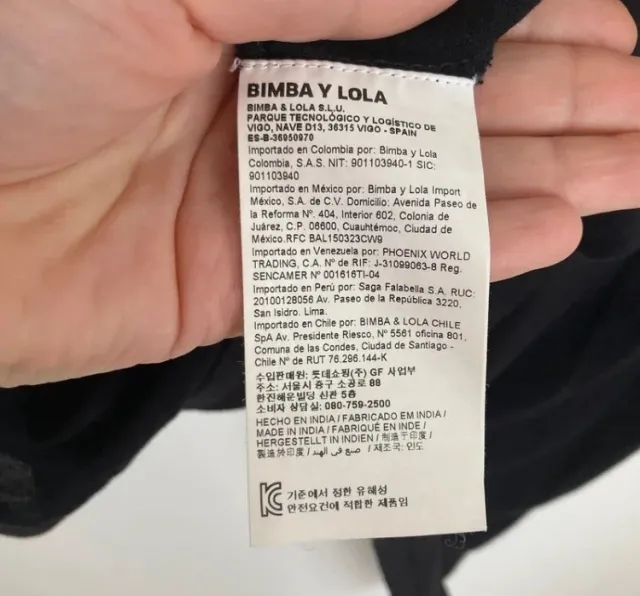 BIMBA Y LOLA
BIMBA & LOLA S.L.U.
PARQUE TECNOLÓGICO Y LOGÍSTICO DE
VIGO, NAVE D13, 36315 VIGO - SPAIN
ES-B-36950970
Importado en Colombia por: Bimba y Lola
Colombia, S.A.S. NIT: 901103940-1 SIC:
901103940
Importado en México por: Bimba y Lola Import
México, S.A. de C.V. Domicilio: Avenida Paseo de
la Reforma Nº. 404, Interior 602, Colonia de
Juárez, C.P. 06600, Cuauhtémoc, Ciudad de
México.RFC BAL150323CW9
Importado en Venezuela por: PHOENIX WORLD
TRADING, C.A. Nº de RIF: J-31099063-8 Reg.
SENCAMER Nº 001616TI-04
Importado en Perú por: Saga Falabella S.A. RUC:
20100128056 Av. Paseo de la República 3220,
San Isidro. Lima.
Importado en Chile por: BIMBA & LOLA CHILE
SpA Av. Presidente Riesco, Nº 5561 oficina 801,
Comuna de las Condes, Ciudad de Santiago -
Chile Nº de RUT 76.296.144-K
수입판매원: 롯데쇼핑(주) GF 사업부
주소: 서울시 중구 소공로 88
한진해운빌딩 신관 5층
소비자 상담실: 080-759-2500
HECHO EN INDIA / FABRICADO EM INDIA /
MADE IN INDIA / FABRIQUÉ EN INDE /
HERGESTELLT IN INDIEN / 制造于印度 /
製造於印度 / صنع في الهند / 제조국: 인도
KC 기준에서 정한 유해성
안전요건에 적합한 제품임